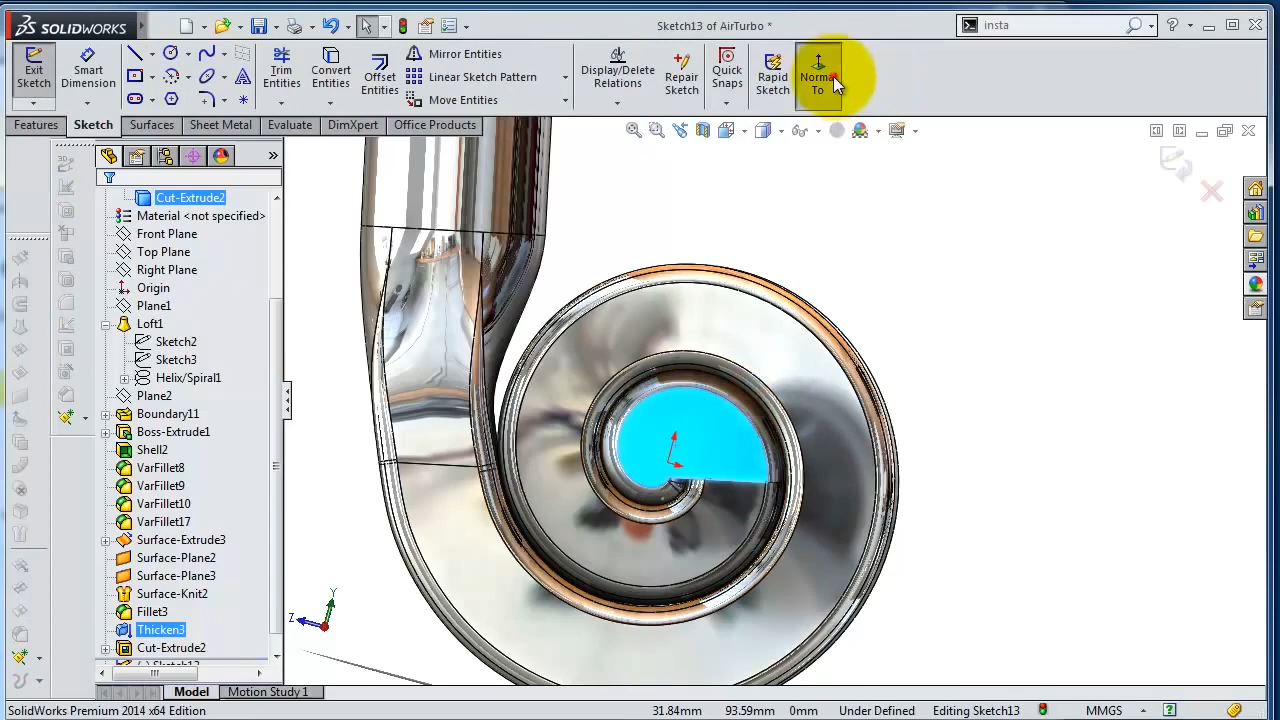 SOLIDWORKS
Sketch13 of AirTurbo *
insta
Exit Sketch
Smart Dimension
Trim Entities
Convert Entities
Offset Entities
Mirror Entities
Linear Sketch Pattern
Move Entities
Display/Delete Relations
Repair Sketch
Quick Snaps
Rapid Sketch
Normal To
Features
Sketch
Surfaces
Sheet Metal
Evaluate
DimXpert
Office Products
Cut-Extrude2
Material <not specified>
Front Plane
Top Plane
Right Plane
Origin
Plane1
Loft1
Sketch2
Sketch3
Helix/Spiral1
Plane2
Boundary11
Boss-Extrude1
Shell2
VarFillet8
VarFillet9
VarFillet10
VarFillet17
Surface-Extrude3
Surface-Plane2
Surface-Plane3
Surface-Knit2
Fillet3
Thicken3
Cut-Extrude2
(-) Sketch13
Y
Z
Model
Motion Study 1
SolidWorks Premium 2014 x64 Edition
31.84mm
93.59mm
0mm
Under Defined
Editing Sketch13
MMGS